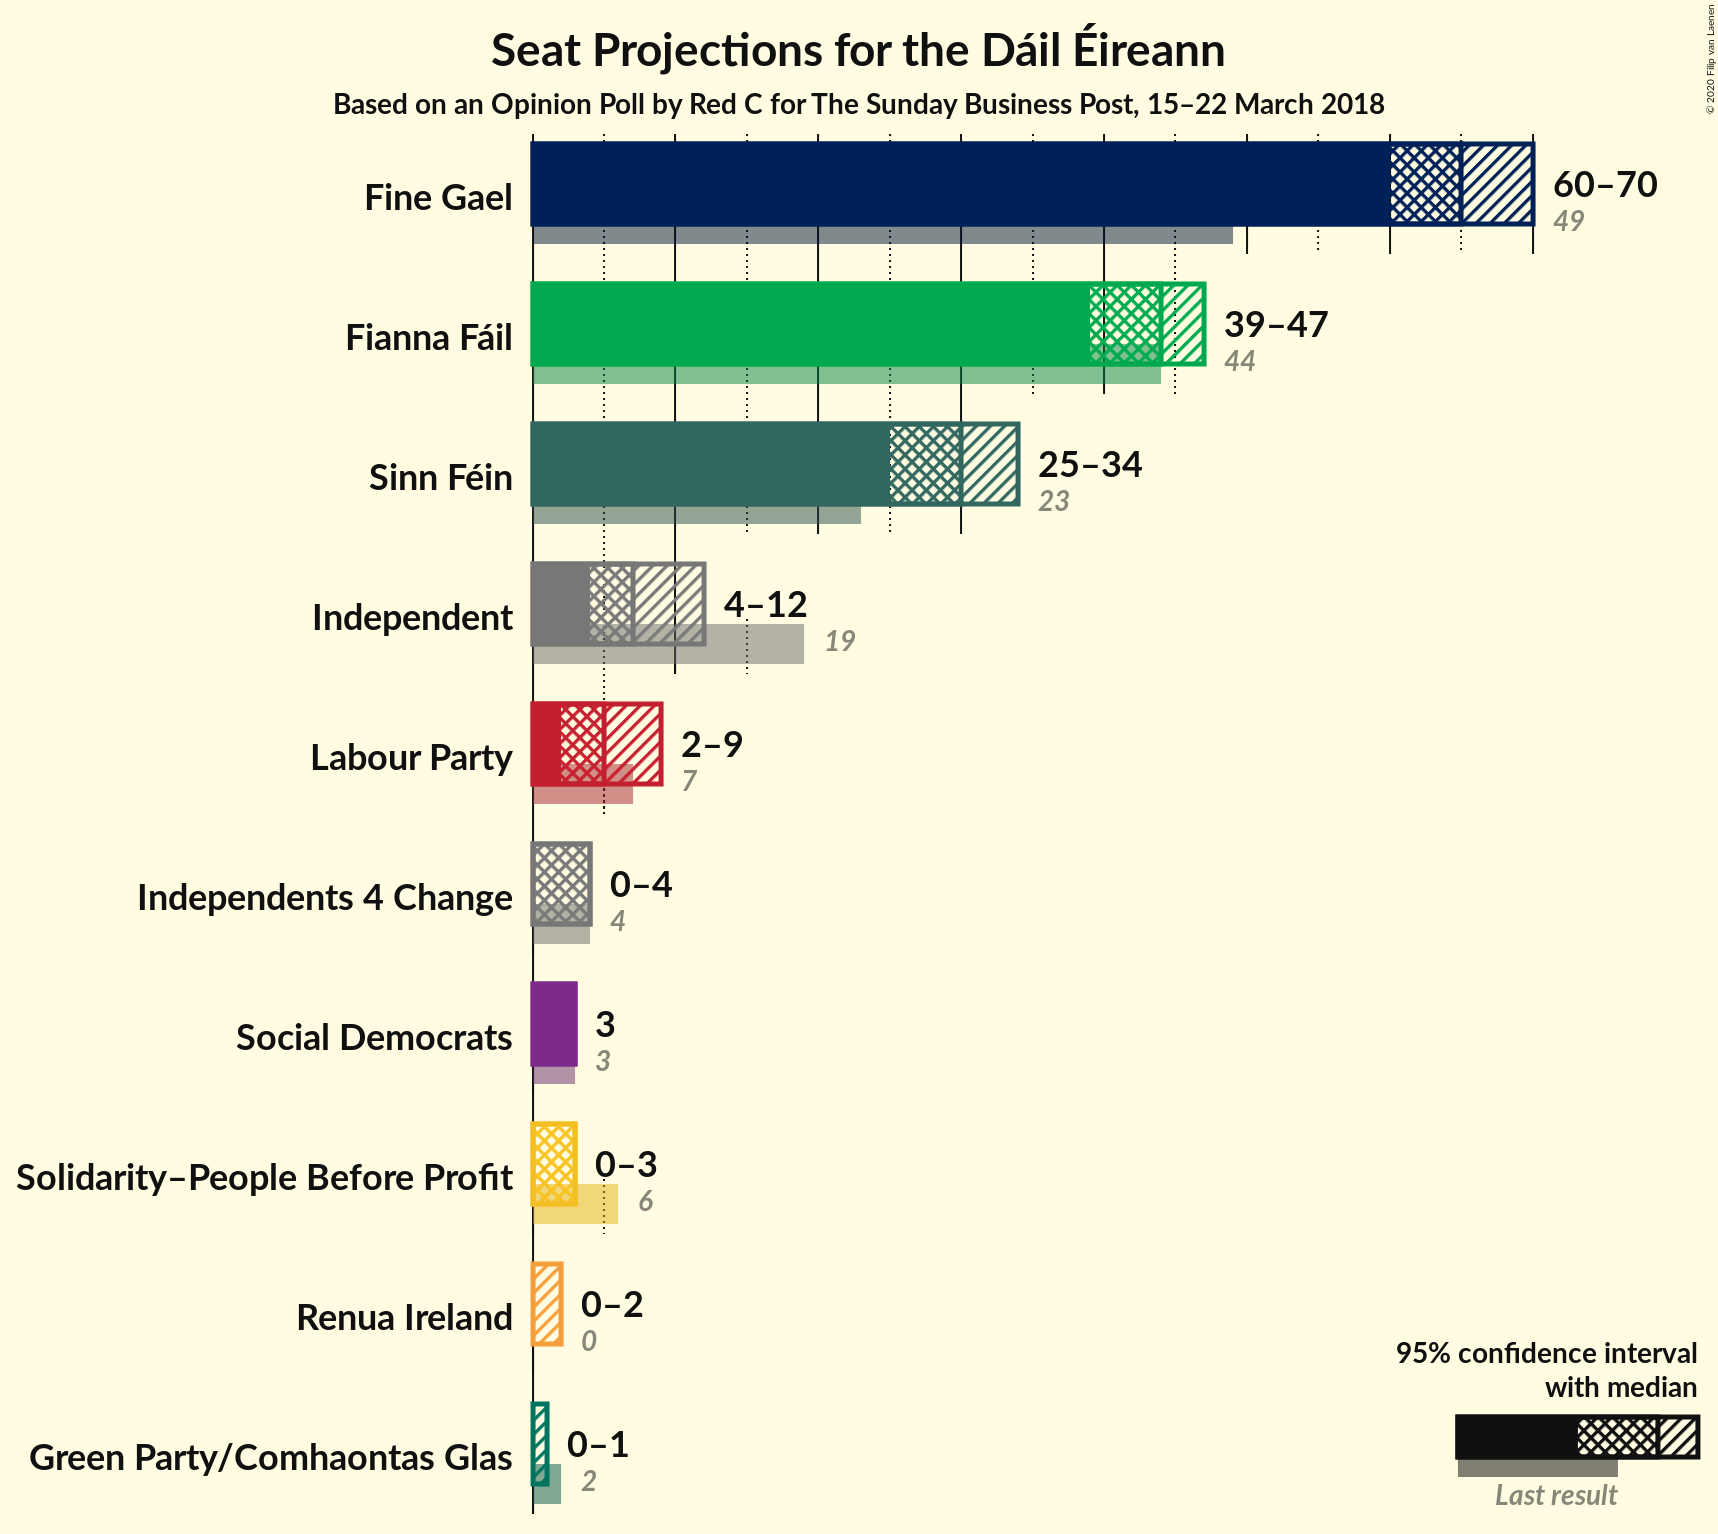 Seat Projections for the Dáil Éireann
Based on an Opinion Poll by Red C for The Sunday Business Post, 15–22 March 2018
© 2020 Filip van Laenen
Fine Gael
60–70
49
Fianna Fáil
39–47
44
Sinn Féin
25–34
23
Independent
4–12
19
Labour Party
2–9
7
Independents 4 Change
0–4
4
Social Democrats
3
3
Solidarity–People Before Profit
0–3
6
Renua Ireland
0–2
0
Green Party/Comhaontas Glas
0–1
2
95% confidence interval
with median
Last result